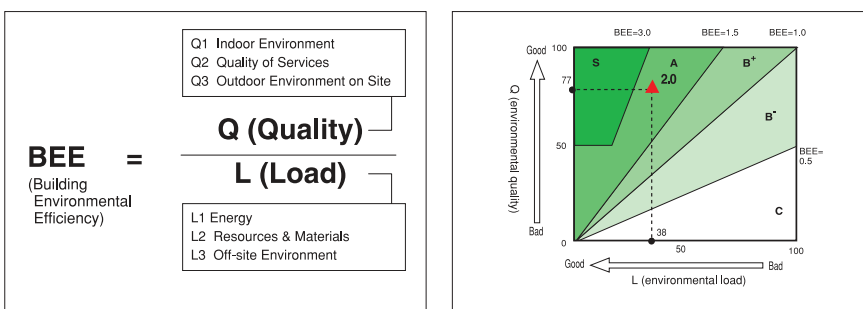 Q1 Indoor Environment
Q2 Quality of Services
Q3 Outdoor Environment on Site
Q (Quality)
BEE =
(Building
Environmental
Efficiency)
L (Load)
L1 Energy
L2 Resources & Materials
L3 Off-site Environment
BEE=3.0 BEE=1.5 BEE=1.0
Good 100
S A B+
77 2.0
B-
50
BEE=
0.5
Q (environmental quality)
C
Bad
0 38 50 100
Good Bad
L (environmental load)